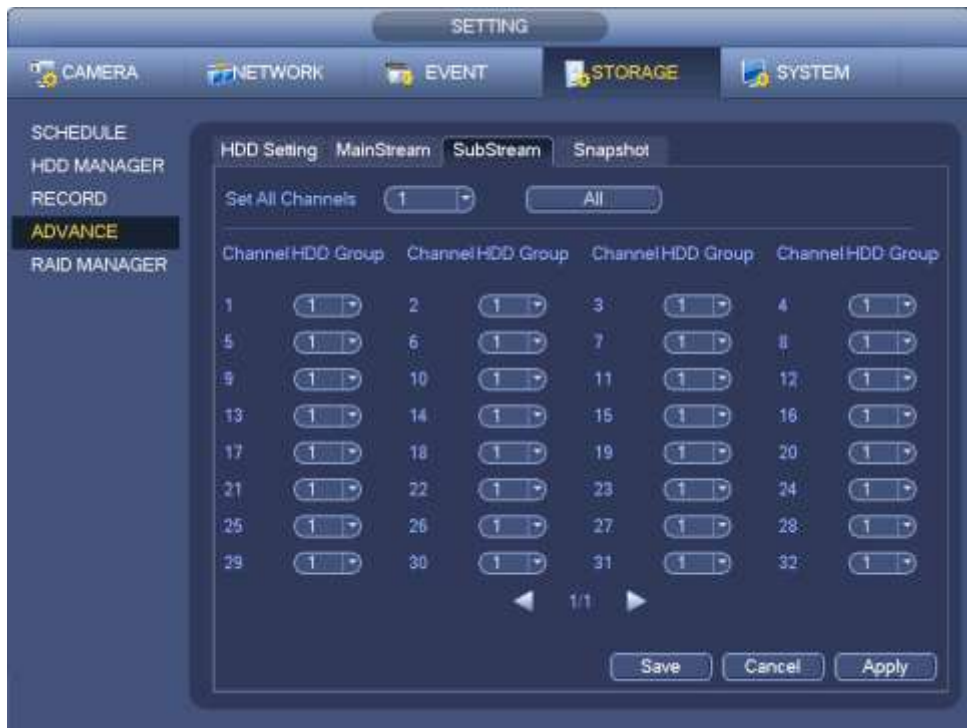 SETTING
CAMERA NETWORK EVENT STORAGE SYSTEM
SCHEDULE
HDD MANAGER
RECORD
ADVANCE
RAID MANAGER
HDD Setting MainStream SubStream Snapshot
Set All Channels 1 All
Channel HDD Group Channel HDD Group Channel HDD Group Channel HDD Group
1 1 2 1 3 1 4 1
5 1 6 1 7 1 8 1
9 1 10 1 11 1 12 1
13 1 14 1 15 1 16 1
17 1 18 1 19 1 20 1
21 1 22 1 23 1 24 1
25 1 26 1 27 1 28 1
29 1 30 1 31 1 32 1
1/1
Save Cancel Apply